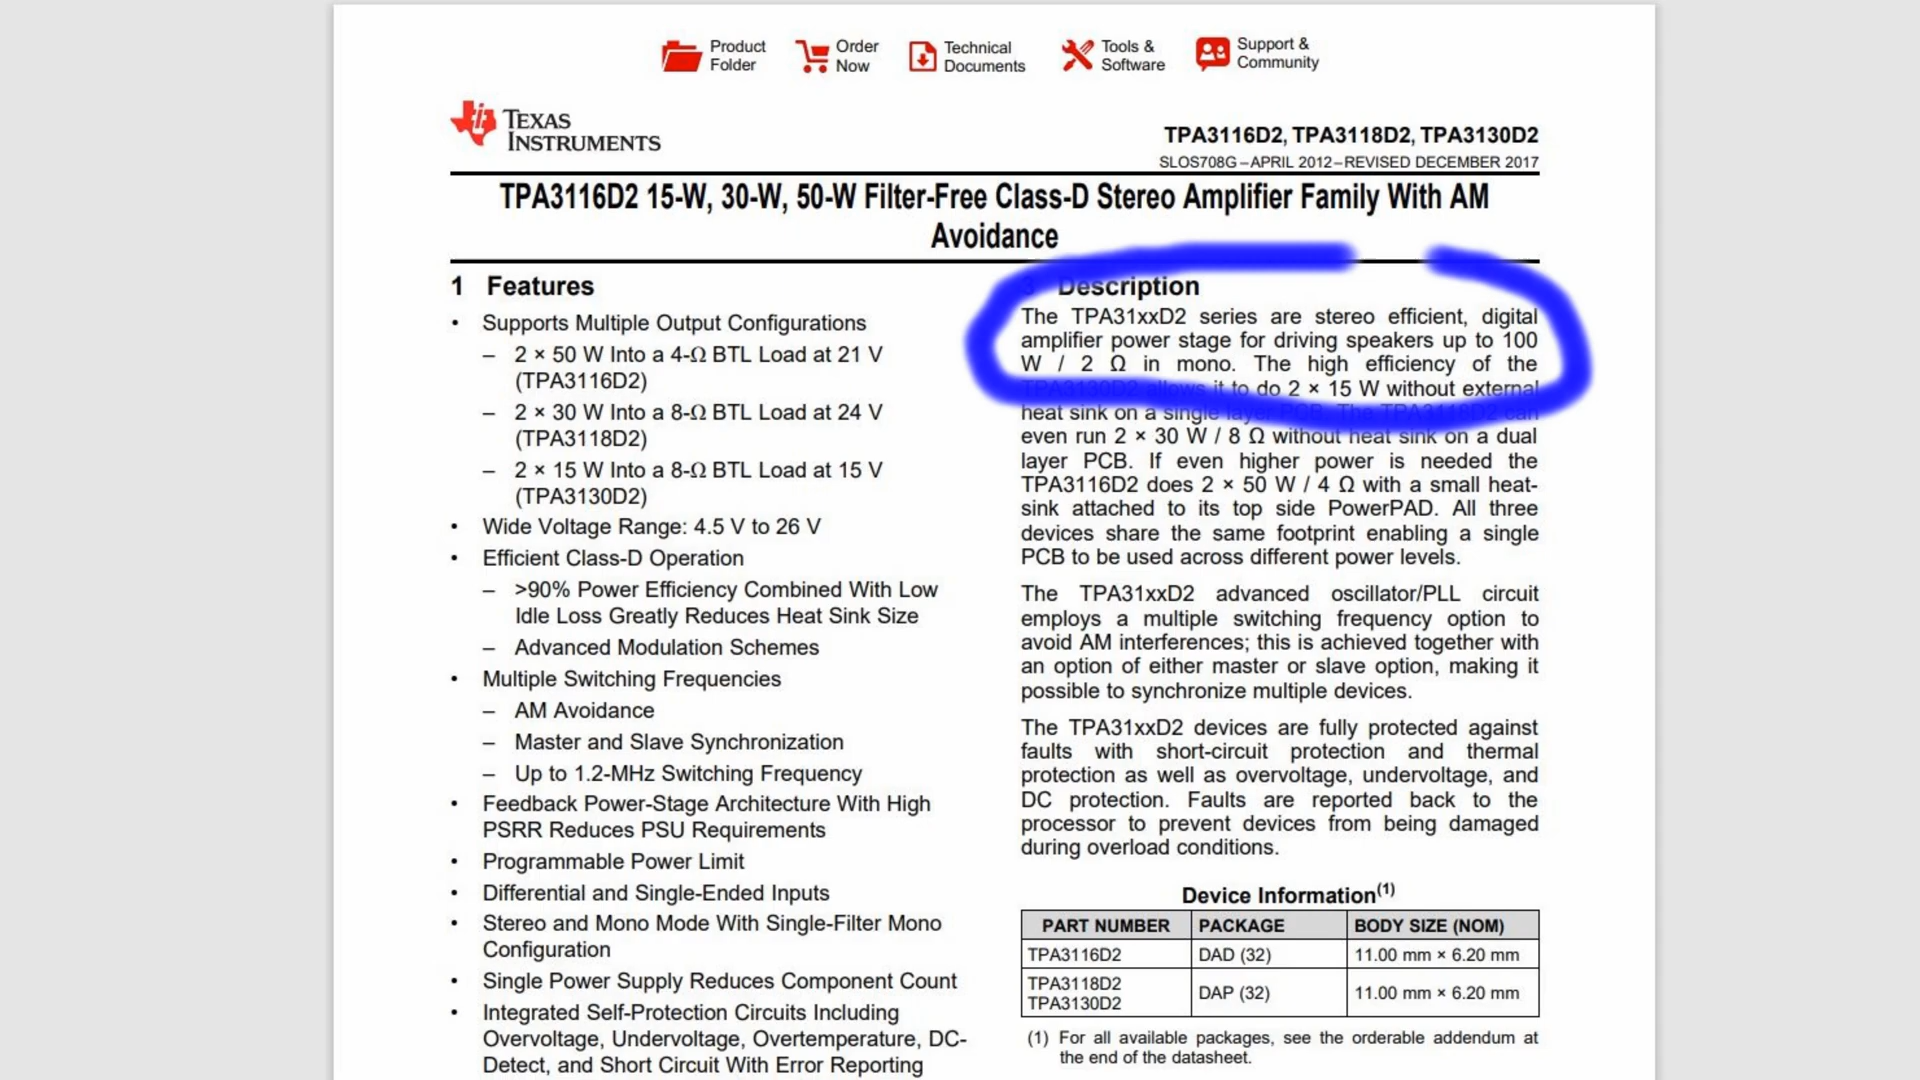 Product
Folder
Order
Now
Technical
Documents
Tools &
Software
Support &
Community
TEXAS
INSTRUMENTS
TPA3116D2, TPA3118D2, TPA3130D2
SLOS708G –APRIL 2012–REVISED DECEMBER 2017
TPA3116D2 15-W, 30-W, 50-W Filter-Free Class-D Stereo Amplifier Family With AM
Avoidance
1 Features
• Supports Multiple Output Configurations
– 2 × 50 W Into a 4-Ω BTL Load at 21 V
(TPA3116D2)
– 2 × 30 W Into a 8-Ω BTL Load at 24 V
(TPA3118D2)
– 2 × 15 W Into a 8-Ω BTL Load at 15 V
(TPA3130D2)
• Wide Voltage Range: 4.5 V to 26 V
• Efficient Class-D Operation
– >90% Power Efficiency Combined With Low
Idle Loss Greatly Reduces Heat Sink Size
– Advanced Modulation Schemes
• Multiple Switching Frequencies
– AM Avoidance
– Master and Slave Synchronization
– Up to 1.2-MHz Switching Frequency
• Feedback Power-Stage Architecture With High
PSRR Reduces PSU Requirements
• Programmable Power Limit
• Differential and Single-Ended Inputs
• Stereo and Mono Mode With Single-Filter Mono
Configuration
• Single Power Supply Reduces Component Count
• Integrated Self-Protection Circuits Including
Overvoltage, Undervoltage, Overtemperature, DC-
Detect, and Short Circuit With Error Reporting
3 Description
The TPA31xxD2 series are stereo efficient, digital
amplifier power stage for driving speakers up to 100
W / 2 Ω in mono. The high efficiency of the
TPA3130D2 allows it to do 2 × 15 W without external
heat sink on a single layer PCB. The TPA3118D2 can
even run 2 × 30 W / 8 Ω without heat sink on a dual
layer PCB. If even higher power is needed the
TPA3116D2 does 2 × 50 W / 4 Ω with a small heat-
sink attached to its top side PowerPAD. All three
devices share the same footprint enabling a single
PCB to be used across different power levels.
The TPA31xxD2 advanced oscillator/PLL circuit
employs a multiple switching frequency option to
avoid AM interferences; this is achieved together with
an option of either master or slave option, making it
possible to synchronize multiple devices.
The TPA31xxD2 devices are fully protected against
faults with short-circuit protection and thermal
protection as well as overvoltage, undervoltage, and
DC protection. Faults are reported back to the
processor to prevent devices from being damaged
during overload conditions.
Device Information(1)
PART NUMBER PACKAGE BODY SIZE (NOM)
TPA3116D2 DAD (32) 11.00 mm × 6.20 mm
TPA3118D2
TPA3130D2 DAP (32) 11.00 mm × 6.20 mm
(1) For all available packages, see the orderable addendum at
the end of the datasheet.